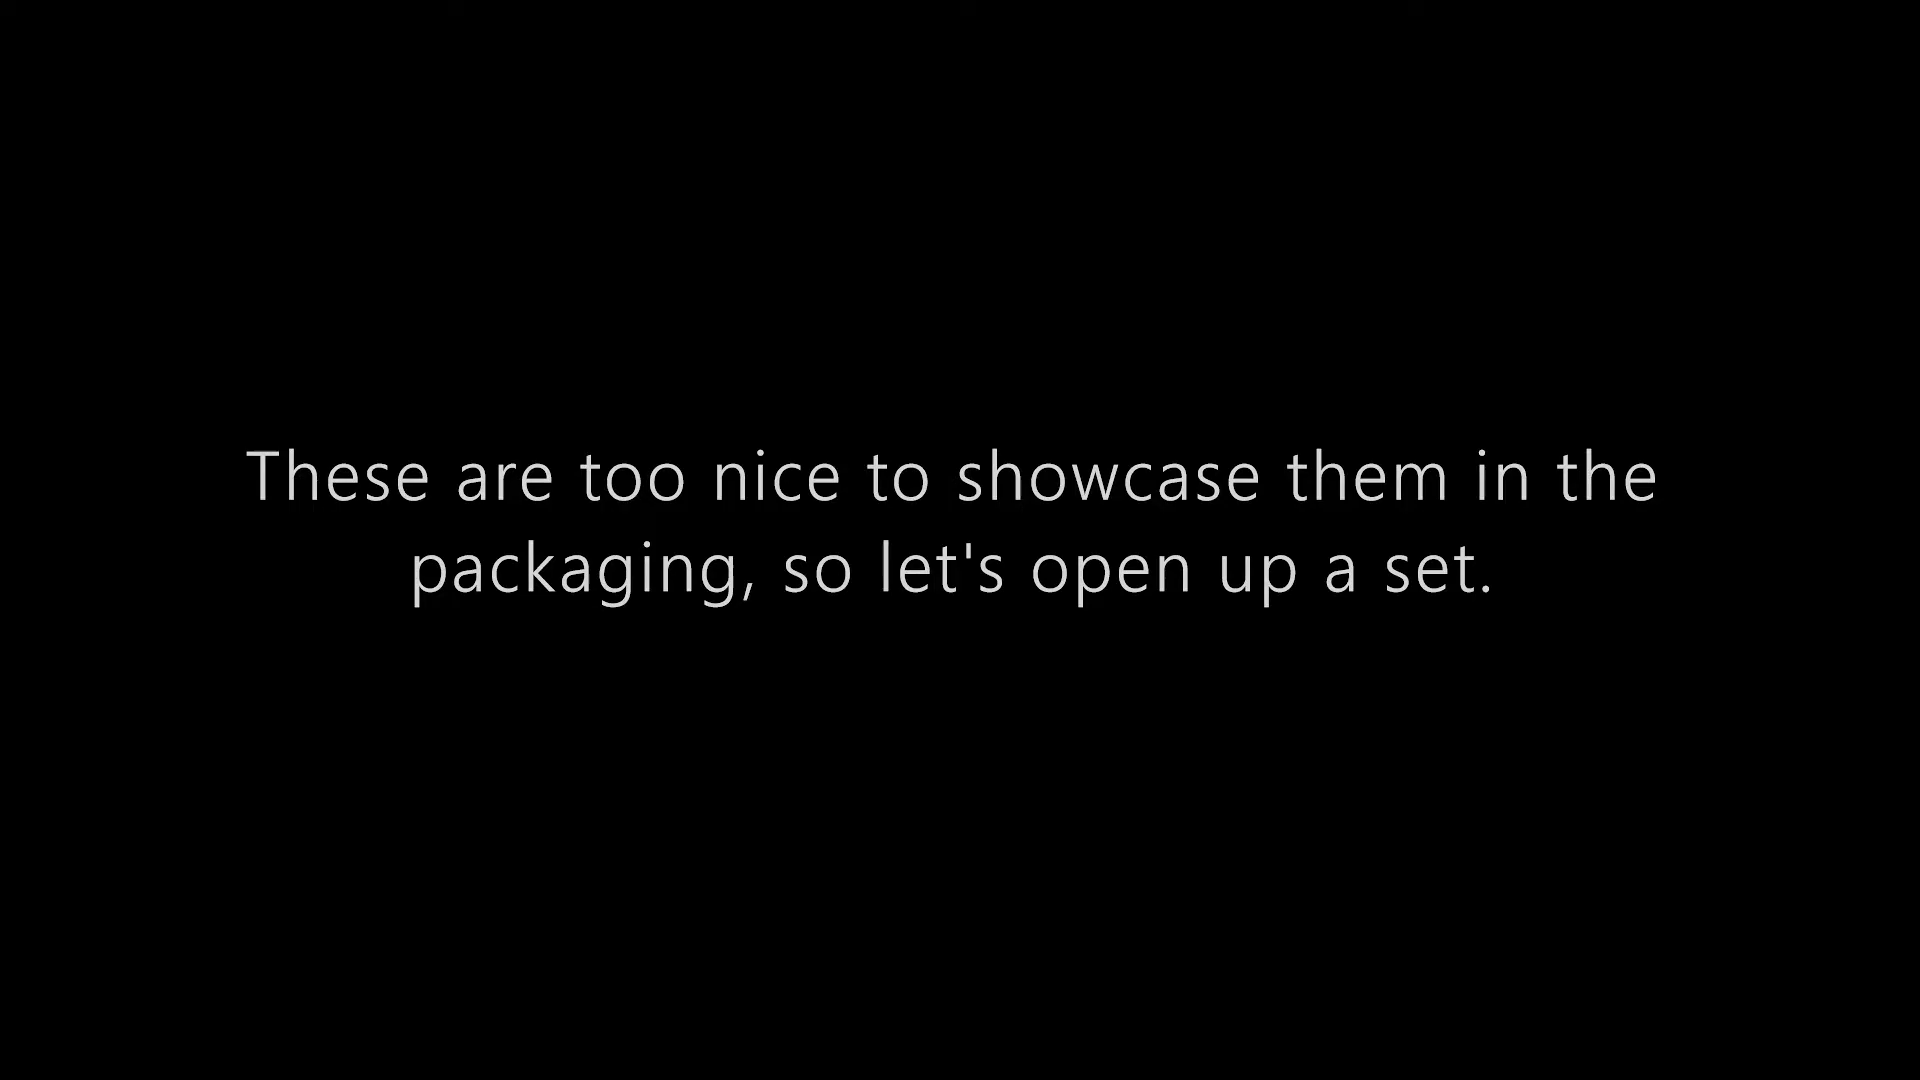 These are too nice to showcase them in the
packaging, so let's open up a set.